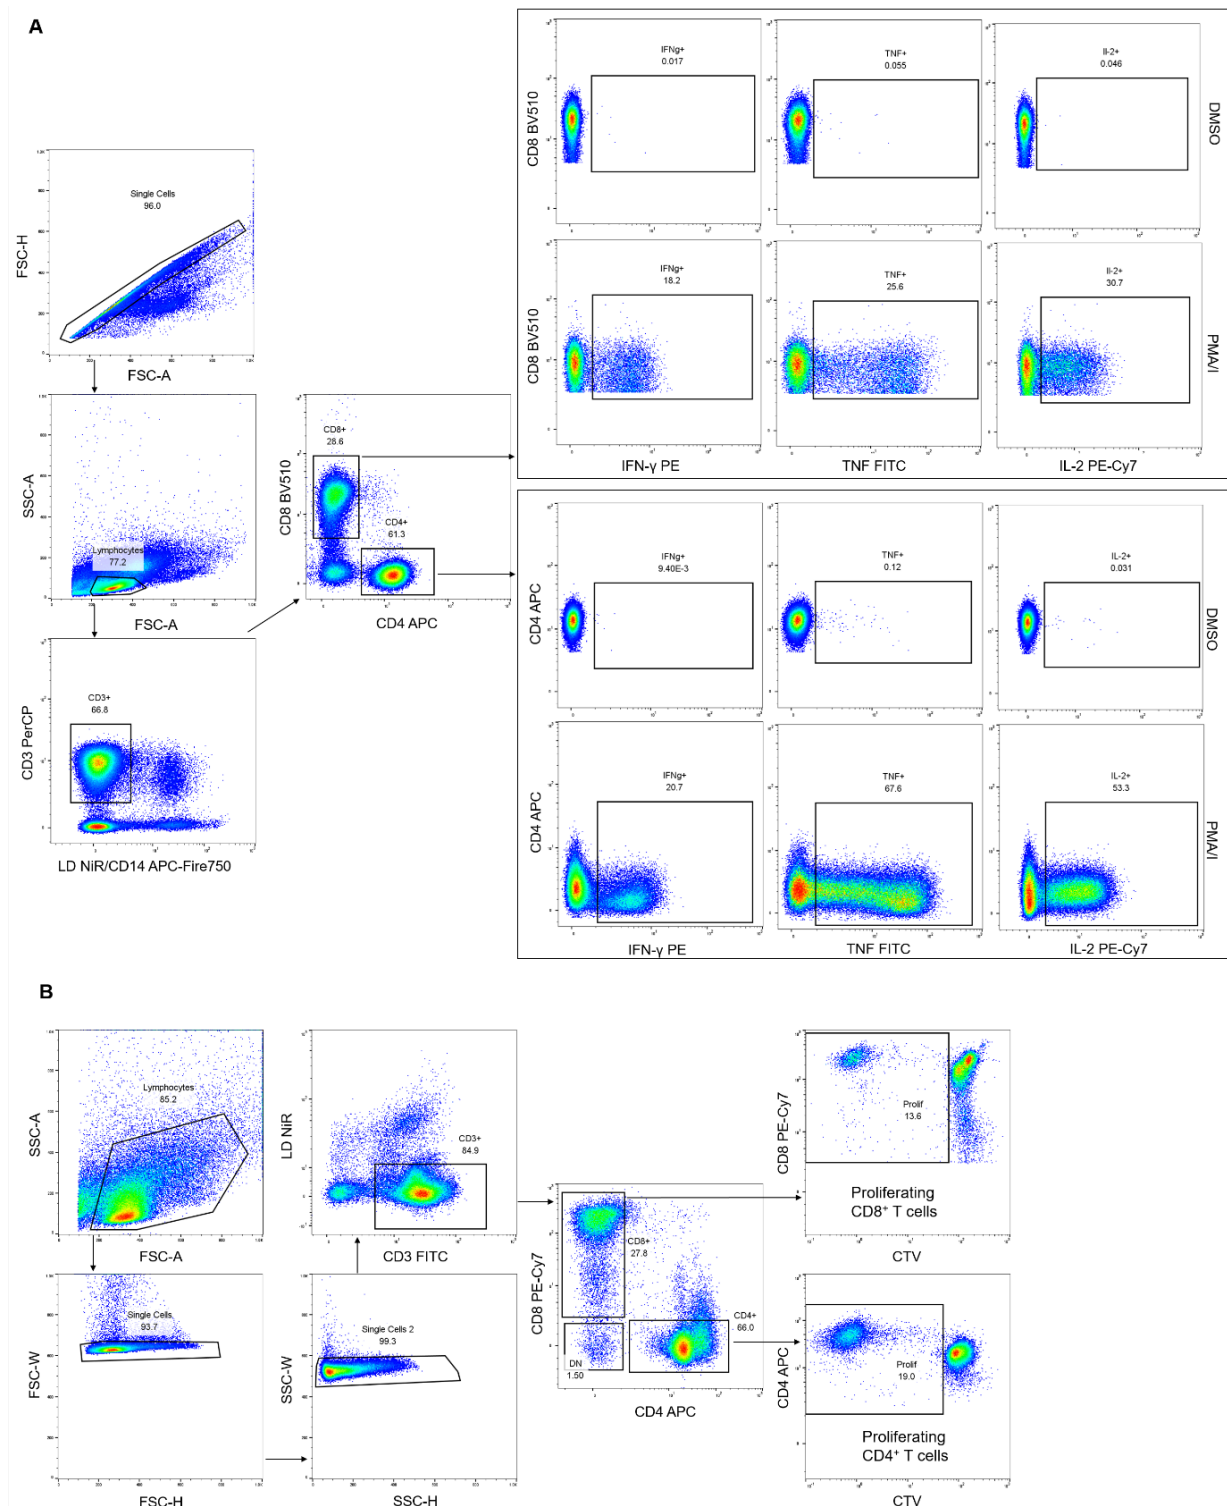 A
IFNg+
0.017
TNF+
0.055
Il-2+
0.046
CD8 BV510
DMSO
Single Cells
96.0
FSC-H
FSC-A
IFNg+
18.2
TNF+
25.6
Il-2+
30.7
CD8 BV510
PMA/I
IFN-γ PE
TNF FITC
IL-2 PE-Cy7
SSC-A
Lymphocytes
77.2
FSC-A
CD8+
28.6
CD4+
61.3
CD8 BV510
CD4 APC
IFNg+
9.40E-3
TNF+
0.12
IL-2+
0.031
CD4 APC
DMSO
CD3+
66.8
CD3 PerCP
LD NiR/CD14 APC-Fire750
IFNg+
20.7
TNF+
67.6
IL-2+
53.3
CD4 APC
PMA/I
IFN-γ PE
TNF FITC
IL-2 PE-Cy7
B
Lymphocytes
85.2
SSC-A
FSC-A
LD NiR
CD3+
84.9
CD3 FITC
CD8 PE-Cy7
Prolif
13.6
Proliferating
CD8⁺ T cells
CTV
Single Cells
93.7
FSC-W
FSC-H
Single Cells 2
99.3
SSC-W
SSC-H
CD8+
27.8
CD4+
66.0
DN
1.50
CD8 PE-Cy7
CD4 APC
Prolif
19.0
CD4 APC
Proliferating
CD4⁺ T cells
CTV